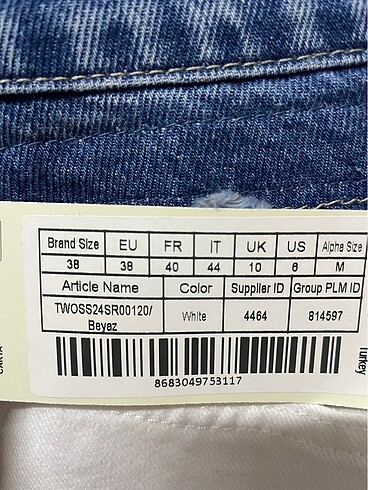 Brand Size EU FR IT UK US Alpha Size
38 38 40 44 10 6 M
Article Name Color Supplier ID Group PLM ID
TWOSS24SR00120/
Beyaz White 4464 814597
8683049753117
Turkey